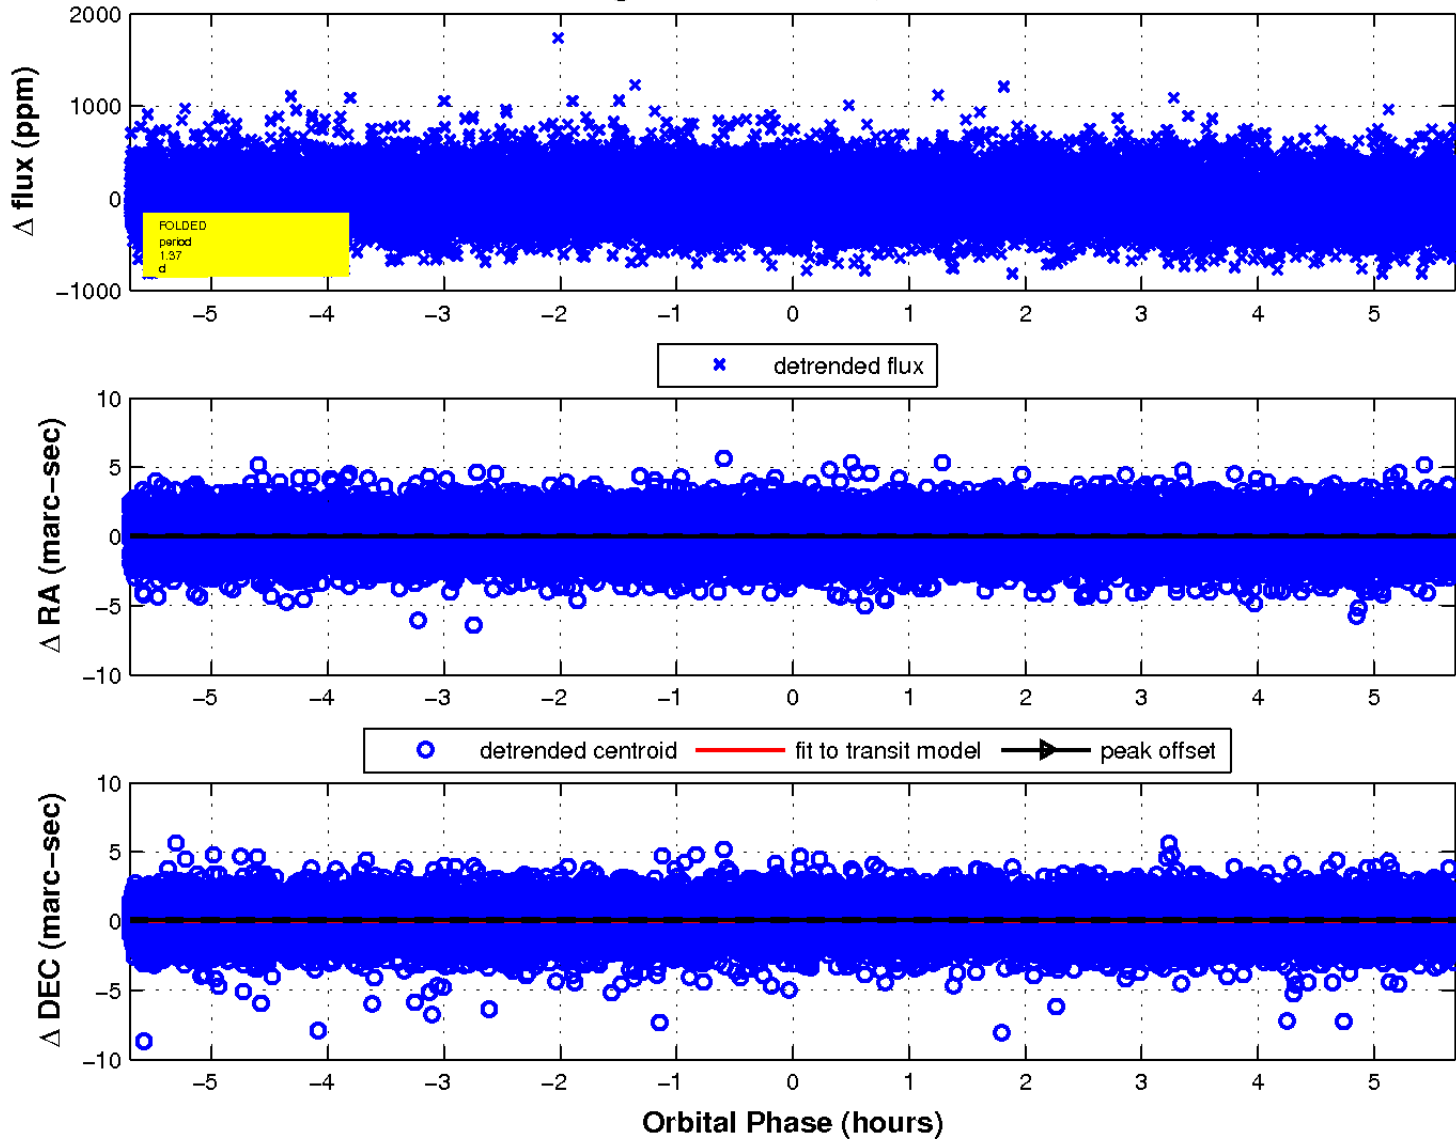 2000
1000
0
−1000
Δ flux (ppm)
FOLDED
period
1.37
d
−5 −4 −3 −2 −1 0 1 2 3 4 5
detrended flux
10
5
0
−5
−10
Δ RA (marc−sec)
−5 −4 −3 −2 −1 0 1 2 3 4 5
detrended centroid fit to transit model peak offset
10
5
0
−5
−10
Δ DEC (marc−sec)
−5 −4 −3 −2 −1 0 1 2 3 4 5
Orbital Phase (hours)